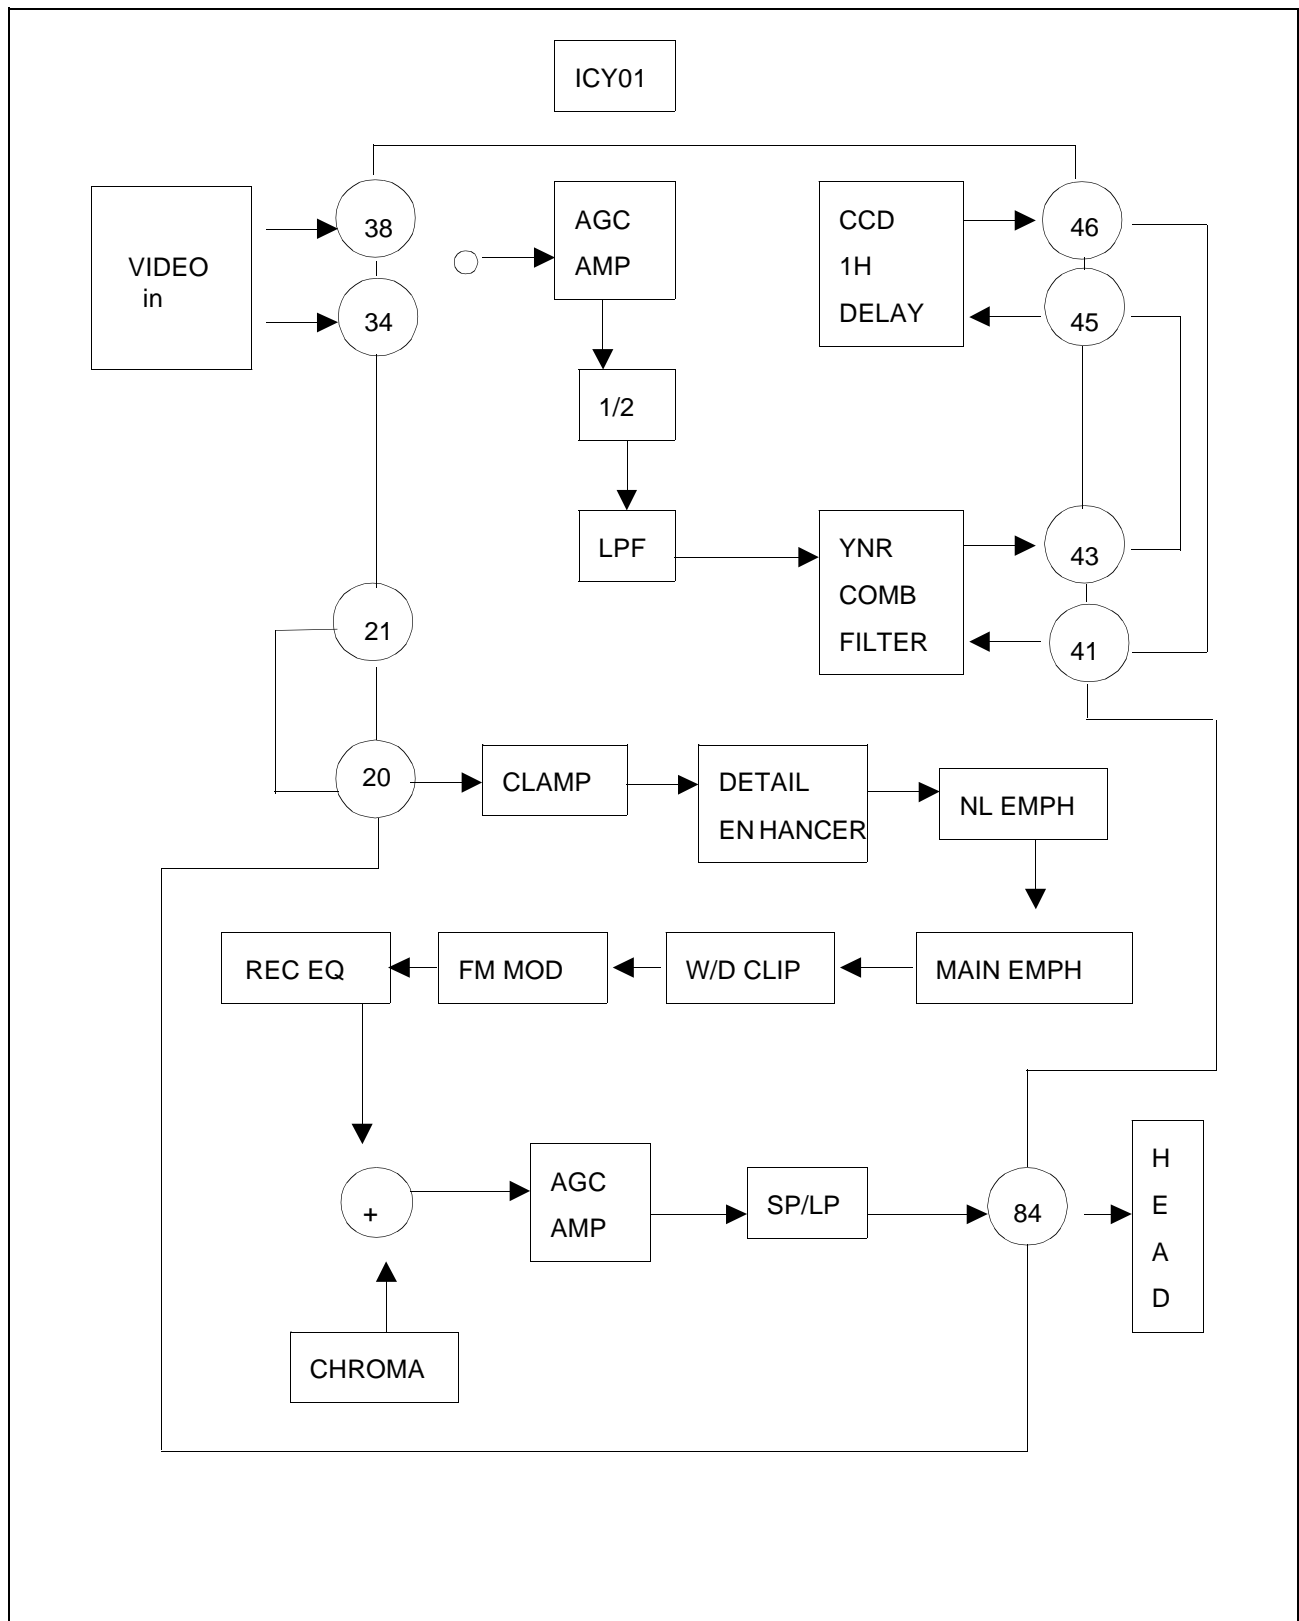 ICY01
VIDEO
in
38
34
AGC
AMP
CCD
1H
DELAY
46
45
1/2
LPF
YNR
COMB
FILTER
43
41
21
20
CLAMP
DETAIL
EN HANCER
NL EMPH
REC EQ
FM MOD
W/D CLIP
MAIN EMPH
+
AGC
AMP
SP/LP
84
H
E
A
D
CHROMA